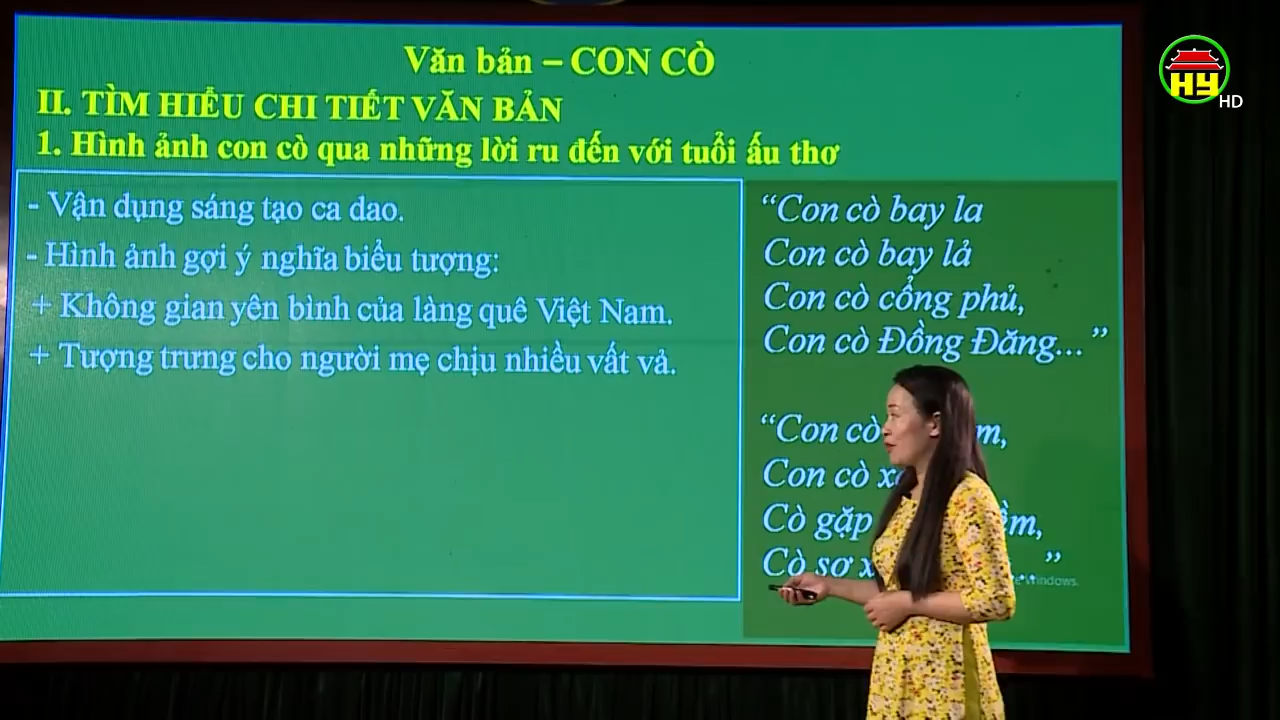 Văn bản – CON CÒ
II. TÌM HIỂU CHI TIẾT VĂN BẢN
1. Hình ảnh con cò qua những lời ru đến với tuổi ấu thơ
- Vận dụng sáng tạo ca dao.
- Hình ảnh gợi ý nghĩa biểu tượng:
+ Không gian yên bình của làng quê Việt Nam.
+ Tượng trưng cho người mẹ chịu nhiều vất vả.
“Con cò bay la
Con cò bay lả
Con cò cổng phủ,
Con cò Đồng Đăng...”
“Con cò
Con cò
Cò gặp
Cò sợ
Windows.
HY
HD